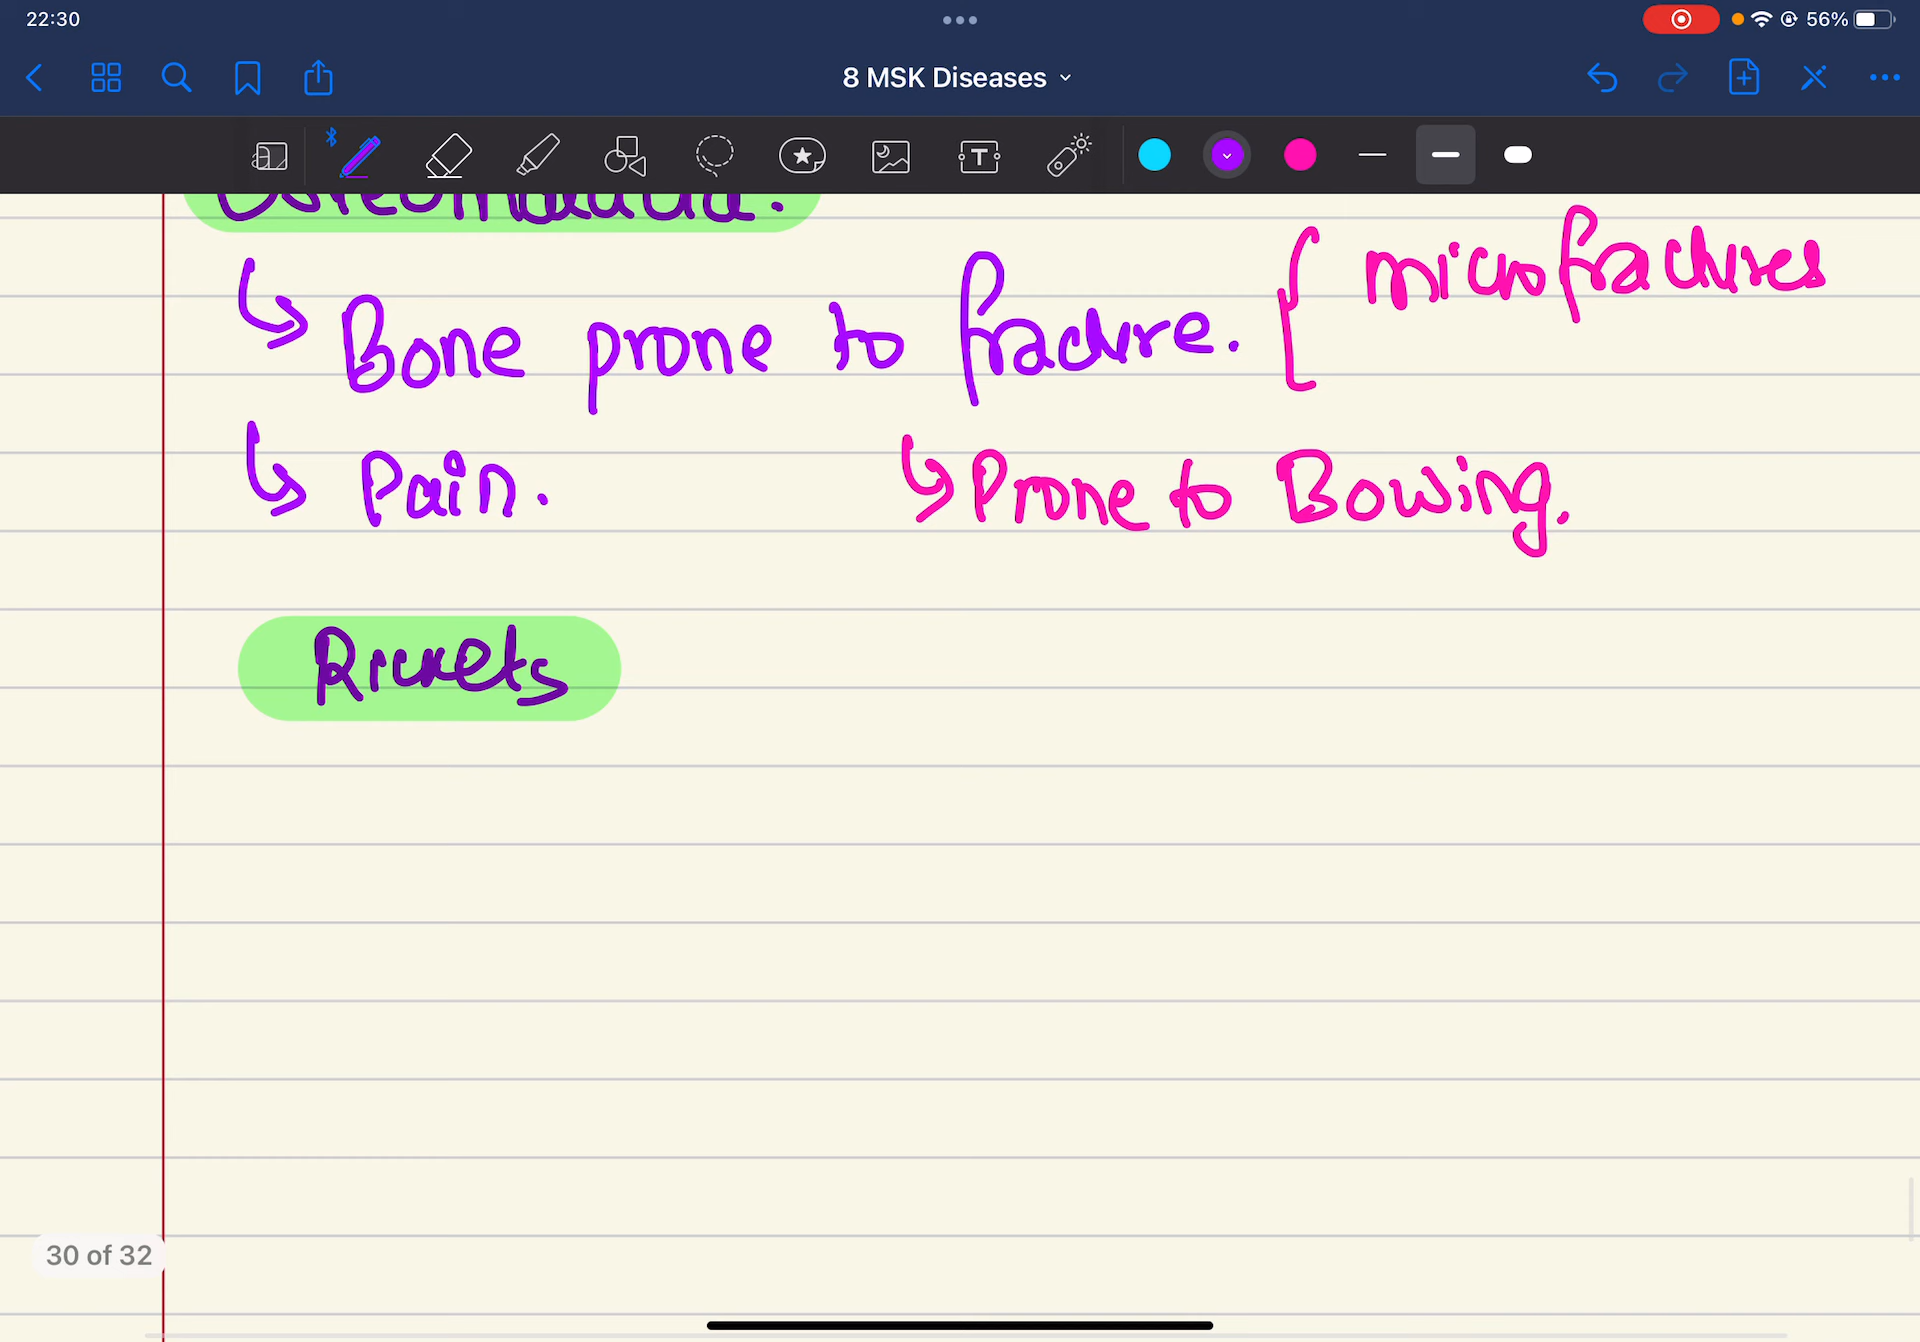 22:30
56%
8 MSK Diseases
T
Osteomalacia.
↳ Bone prone to fracture. { microfractures
↳ Pain.
↳ Prone to Bowing.
Rickets
30 of 32